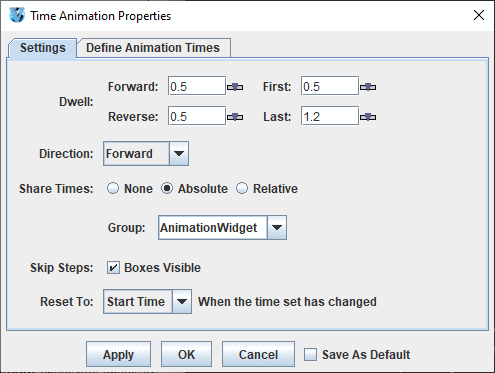 Time Animation Properties
Settings Define Animation Times
Forward: 0.5 First: 0.5
Dwell:
Reverse: 0.5 Last: 1.2
Direction: Forward
Share Times: None Absolute Relative
Group: AnimationWidget
Skip Steps: Boxes Visible
Reset To: Start Time When the time set has changed
Apply OK Cancel Save As Default